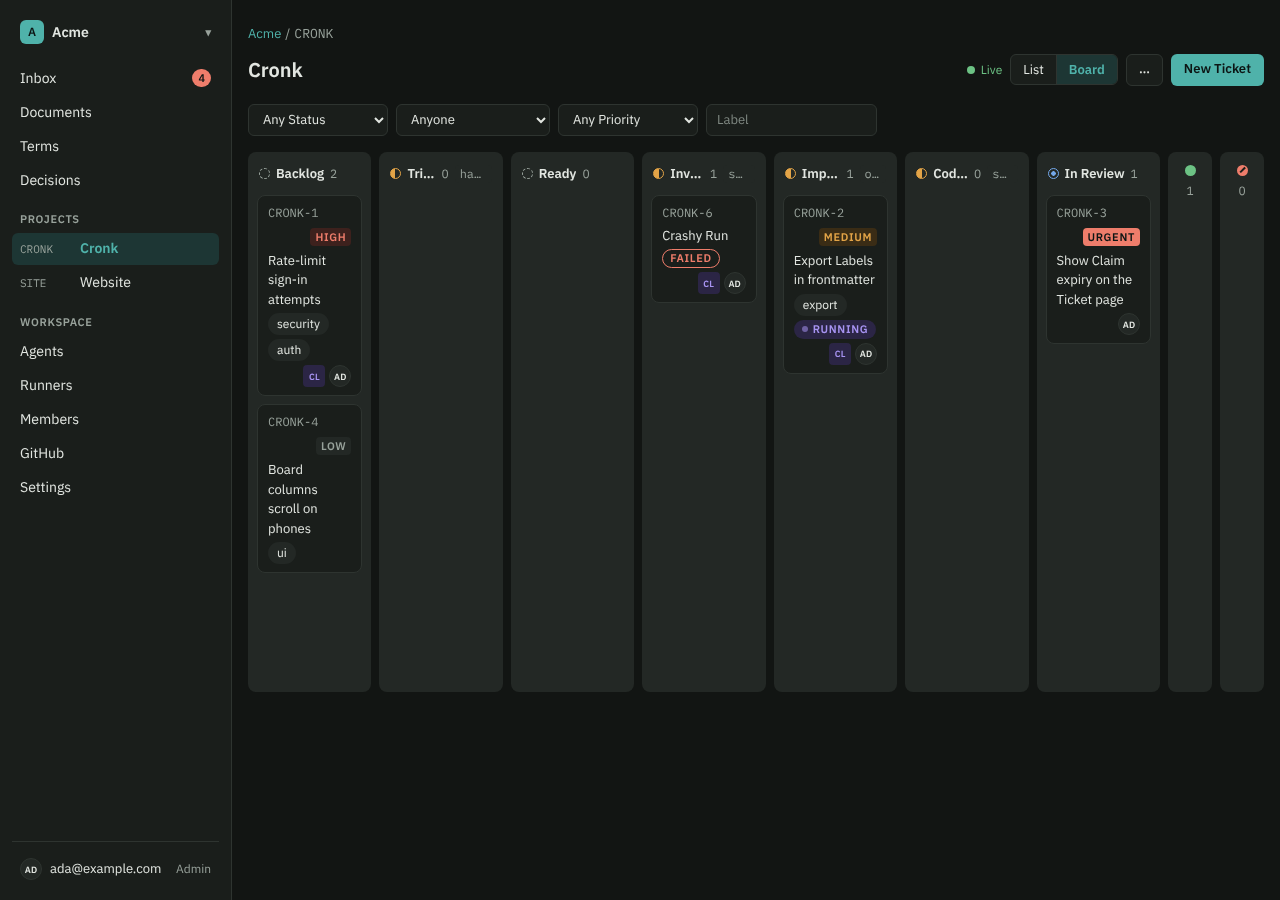 A Acme ▾
Inbox 4
Documents
Terms
Decisions
PROJECTS
CRONK Cronk
SITE Website
WORKSPACE
Agents
Runners
Members
GitHub
Settings
AD ada@example.com Admin
Acme / CRONK
Cronk
Live List Board ... New Ticket
Any Status Anyone Any Priority Label
Backlog 2
CRONK-1
HIGH
Rate-limit
sign-in
attempts
security
auth
CL AD
CRONK-4
LOW
Board
columns
scroll on
phones
ui
Tri... 0 ha...
Ready 0
Inv... 1 s...
CRONK-6
Crashy Run
FAILED
CL AD
Imp... 1 o...
CRONK-2
MEDIUM
Export Labels
in frontmatter
export
RUNNING
CL AD
Cod... 0 s...
In Review 1
CRONK-3
URGENT
Show Claim
expiry on the
Ticket page
AD
1
0